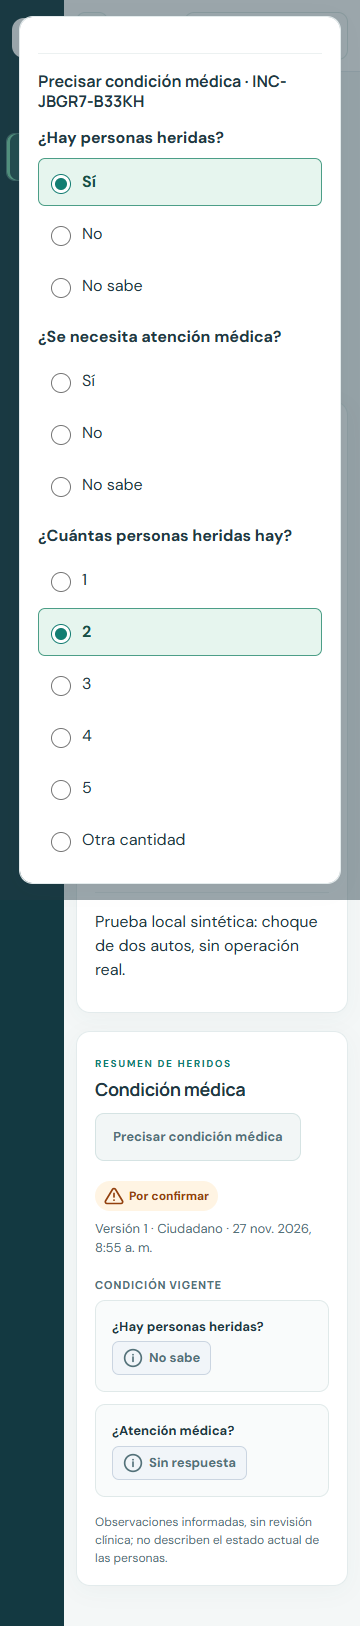 Precisar condición médica · INC-
JBGR7-B33KH
¿Hay personas heridas?
Sí
No
No sabe
¿Se necesita atención médica?
Sí
No
No sabe
¿Cuántas personas heridas hay?
1
2
3
4
5
Otra cantidad
Prueba local sintética: choque
de dos autos, sin operación
real.
RESUMEN DE HERIDOS
Condición médica
Precisar condición médica
Por confirmar
Versión 1 · Ciudadano · 27 nov. 2026,
8:55 a. m.
CONDICIÓN VIGENTE
¿Hay personas heridas?
No sabe
¿Atención médica?
Sin respuesta
Observaciones informadas, sin revisión
clínica; no describen el estado actual de
las personas.